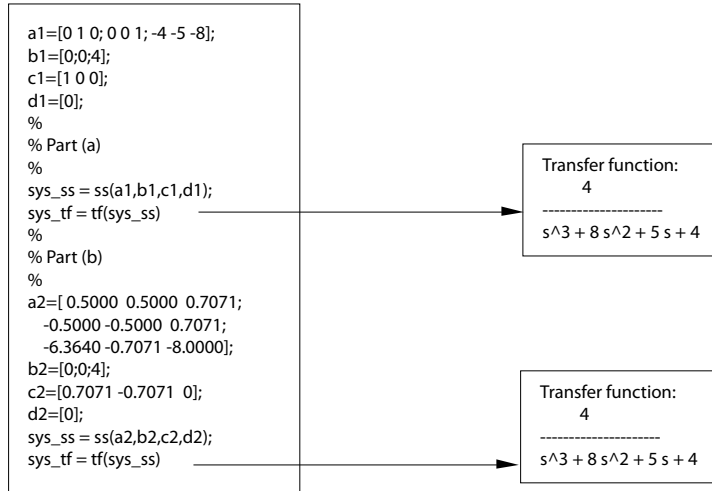 a1=[0 1 0; 0 0 1; -4 -5 -8];
b1=[0;0;4];
c1=[1 0 0];
d1=[0];
%
% Part (a)
%
sys_ss = ss(a1,b1,c1,d1);
sys_tf = tf(sys_ss)
%
% Part (b)
%
a2=[ 0.5000 0.5000 0.7071;
-0.5000 -0.5000 0.7071;
-6.3640 -0.7071 -8.0000];
b2=[0;0;4];
c2=[0.7071 -0.7071 0];
d2=[0];
sys_ss = ss(a2,b2,c2,d2);
sys_tf = tf(sys_ss)
Transfer function:
4
---------------------
s^3 + 8 s^2 + 5 s + 4
Transfer function:
4
---------------------
s^3 + 8 s^2 + 5 s + 4